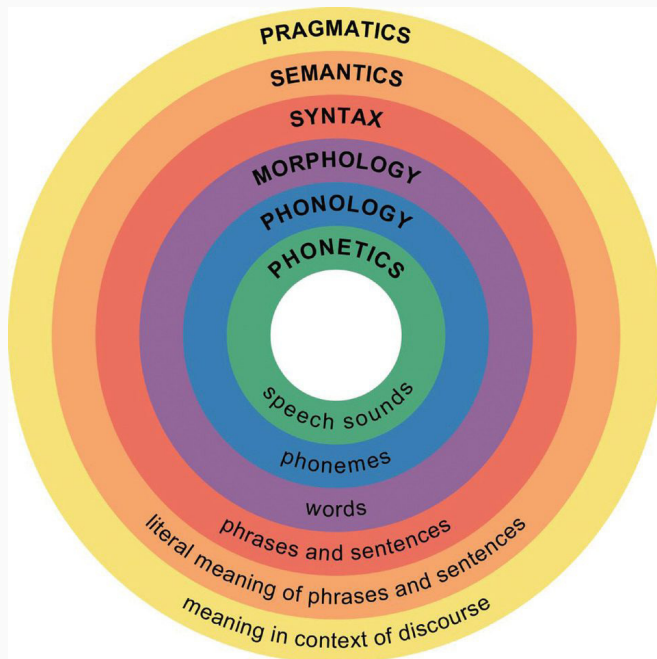 PRAGMATICS
SEMANTICS
SYNTAX
MORPHOLOGY
PHONOLOGY
PHONETICS
speech sounds
phonemes
words
phrases and sentences
literal meaning of phrases and sentences
meaning in context of discourse